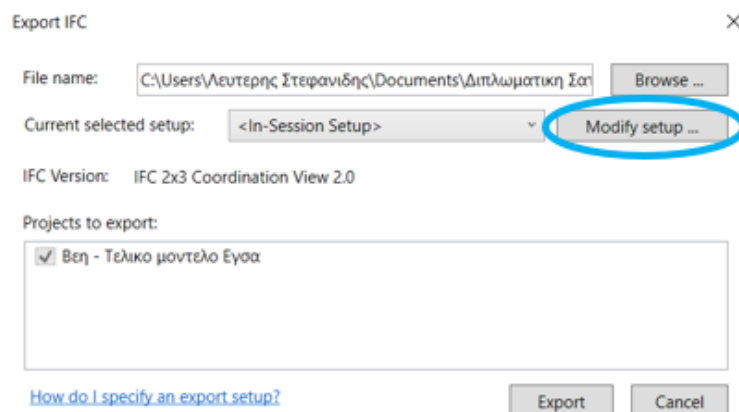 Export IFC
File name: C:\Users\Λευτερης Στεφανιδης\Documents\Διπλωματικη Σατ Browse ...
Current selected setup: <In-Session Setup> Modify setup ...
IFC Version: IFC 2x3 Coordination View 2.0
Projects to export:
Βεη - Τελικο μοντελο Εγσα
How do I specify an export setup? Export Cancel